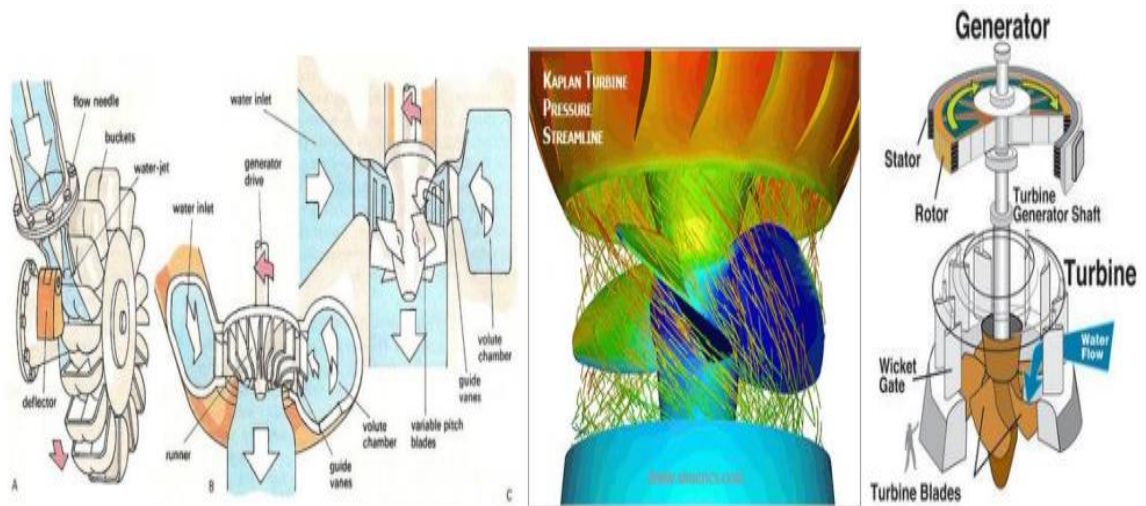 flow needle
buckets
water-jet
water inlet
deflector
A
water inlet
generator
drive
runner
B
volute
chamber
guide
vanes
variable pitch
blades
volute
chamber
guide
vanes
C
KAPLAN TURBINE
PRESSURE
STREAMLINE
Generator
Stator
Rotor
Turbine
Generator Shaft
Turbine
Wicket
Gate
Water
Flow
Turbine Blades